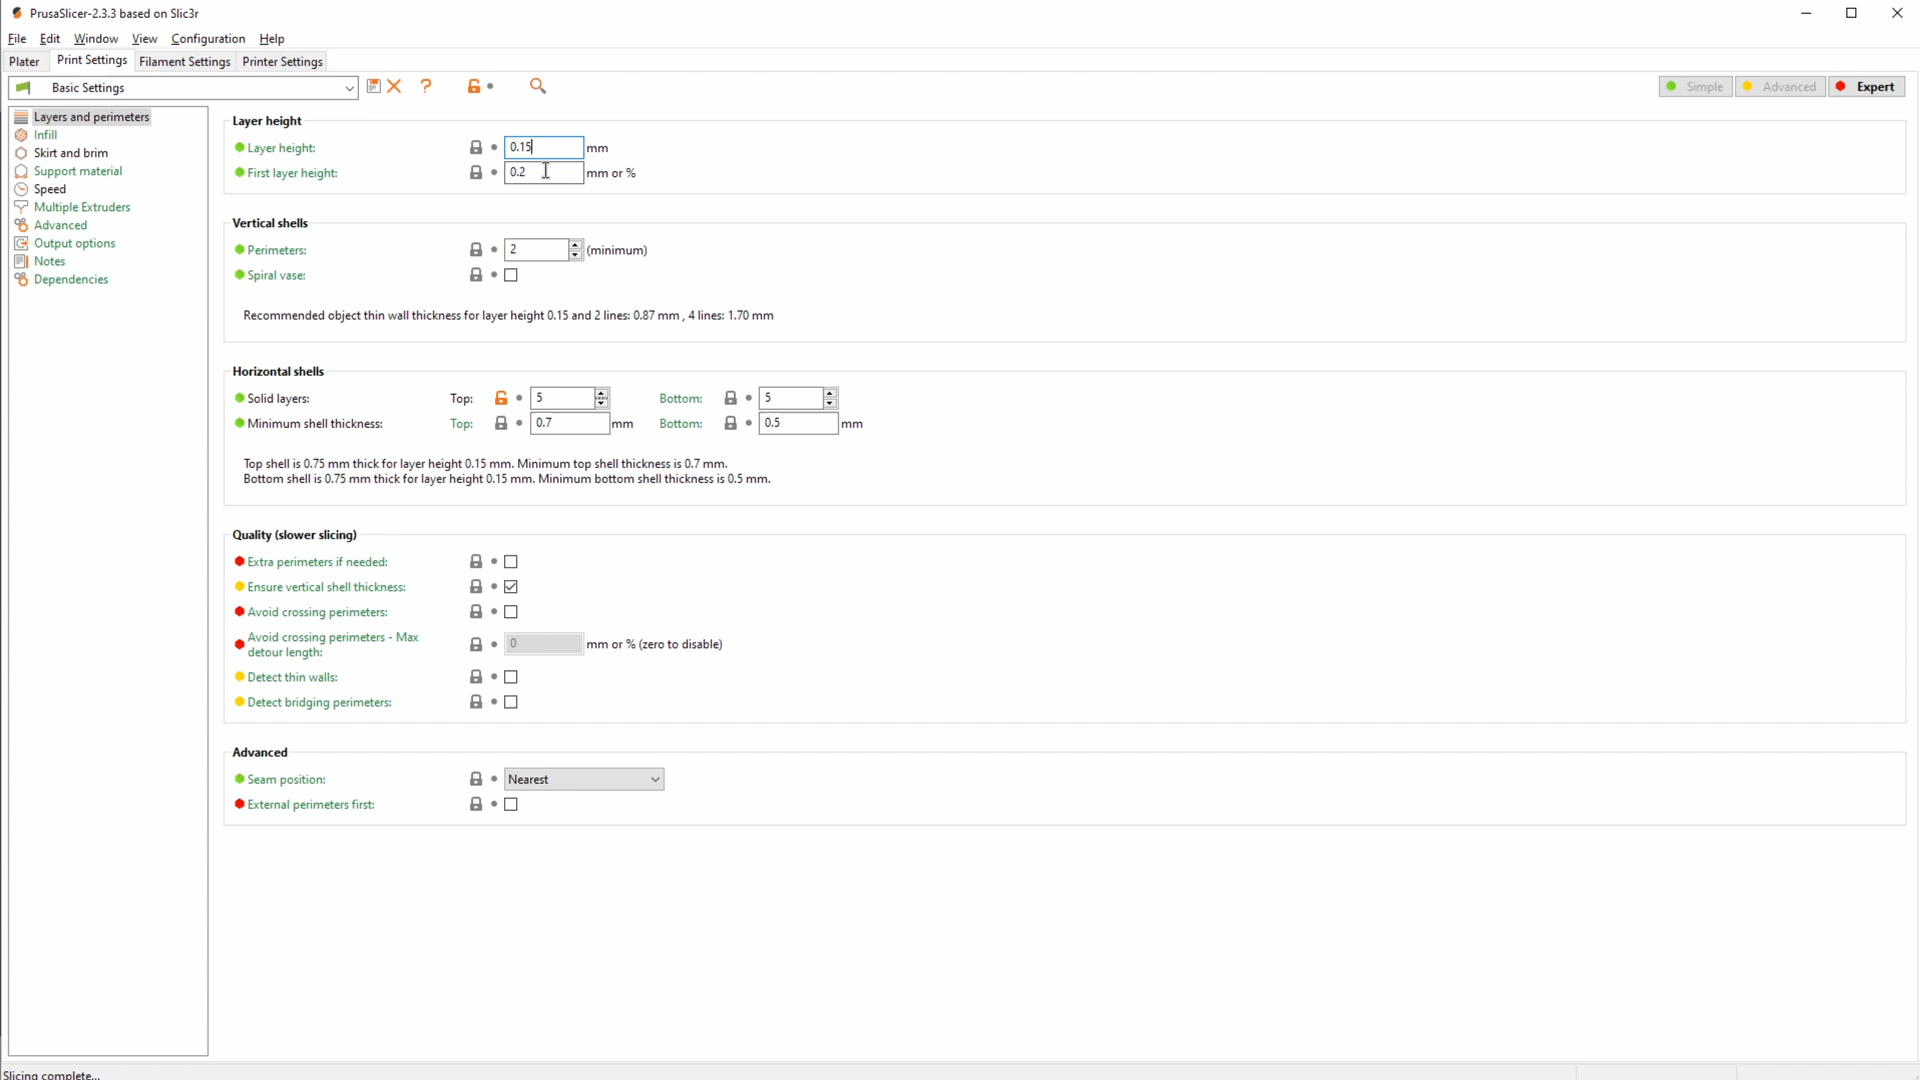 PrusaSlicer-2.3.3 based on Slic3r
File Edit Window View Configuration Help
Plater Print Settings Filament Settings Printer Settings
Basic Settings ? Simple Advanced Expert
Layers and perimeters
Infill
Skirt and brim
Support material
Speed
Multiple Extruders
Advanced
Output options
Notes
Dependencies
Layer height
Layer height: 0.15 mm
First layer height: 0.2 mm or %
Vertical shells
Perimeters: 2 (minimum)
Spiral vase:
Recommended object thin wall thickness for layer height 0.15 and 2 lines: 0.87 mm , 4 lines: 1.70 mm
Horizontal shells
Solid layers: Top: 5 Bottom: 5
Minimum shell thickness: Top: 0.7 mm Bottom: 0.5 mm
Top shell is 0.75 mm thick for layer height 0.15 mm. Minimum top shell thickness is 0.7 mm.
Bottom shell is 0.75 mm thick for layer height 0.15 mm. Minimum bottom shell thickness is 0.5 mm.
Quality (slower slicing)
Extra perimeters if needed:
Ensure vertical shell thickness:
Avoid crossing perimeters:
Avoid crossing perimeters - Max
detour length: 0 mm or % (zero to disable)
Detect thin walls:
Detect bridging perimeters:
Advanced
Seam position: Nearest
External perimeters first:
Slicing complete...